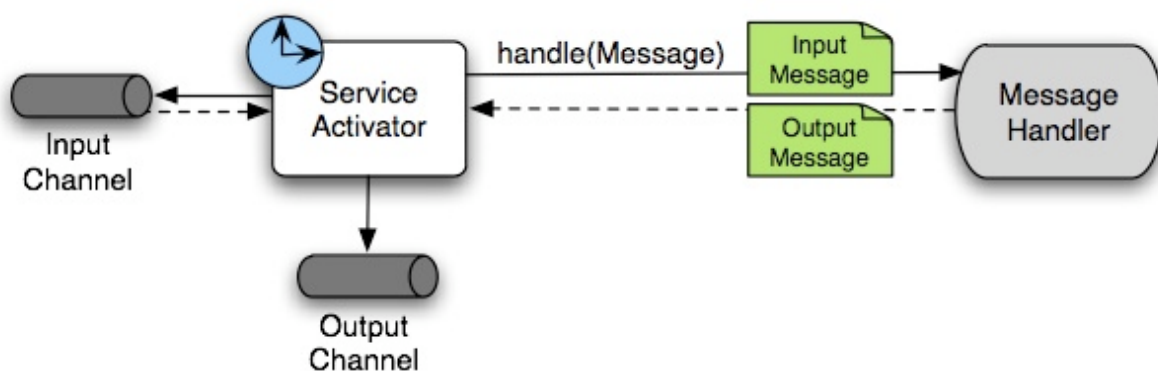 handle(Message)
Input
Message
Service
Activator
Message
Handler
Output
Message
Input
Channel
Output
Channel